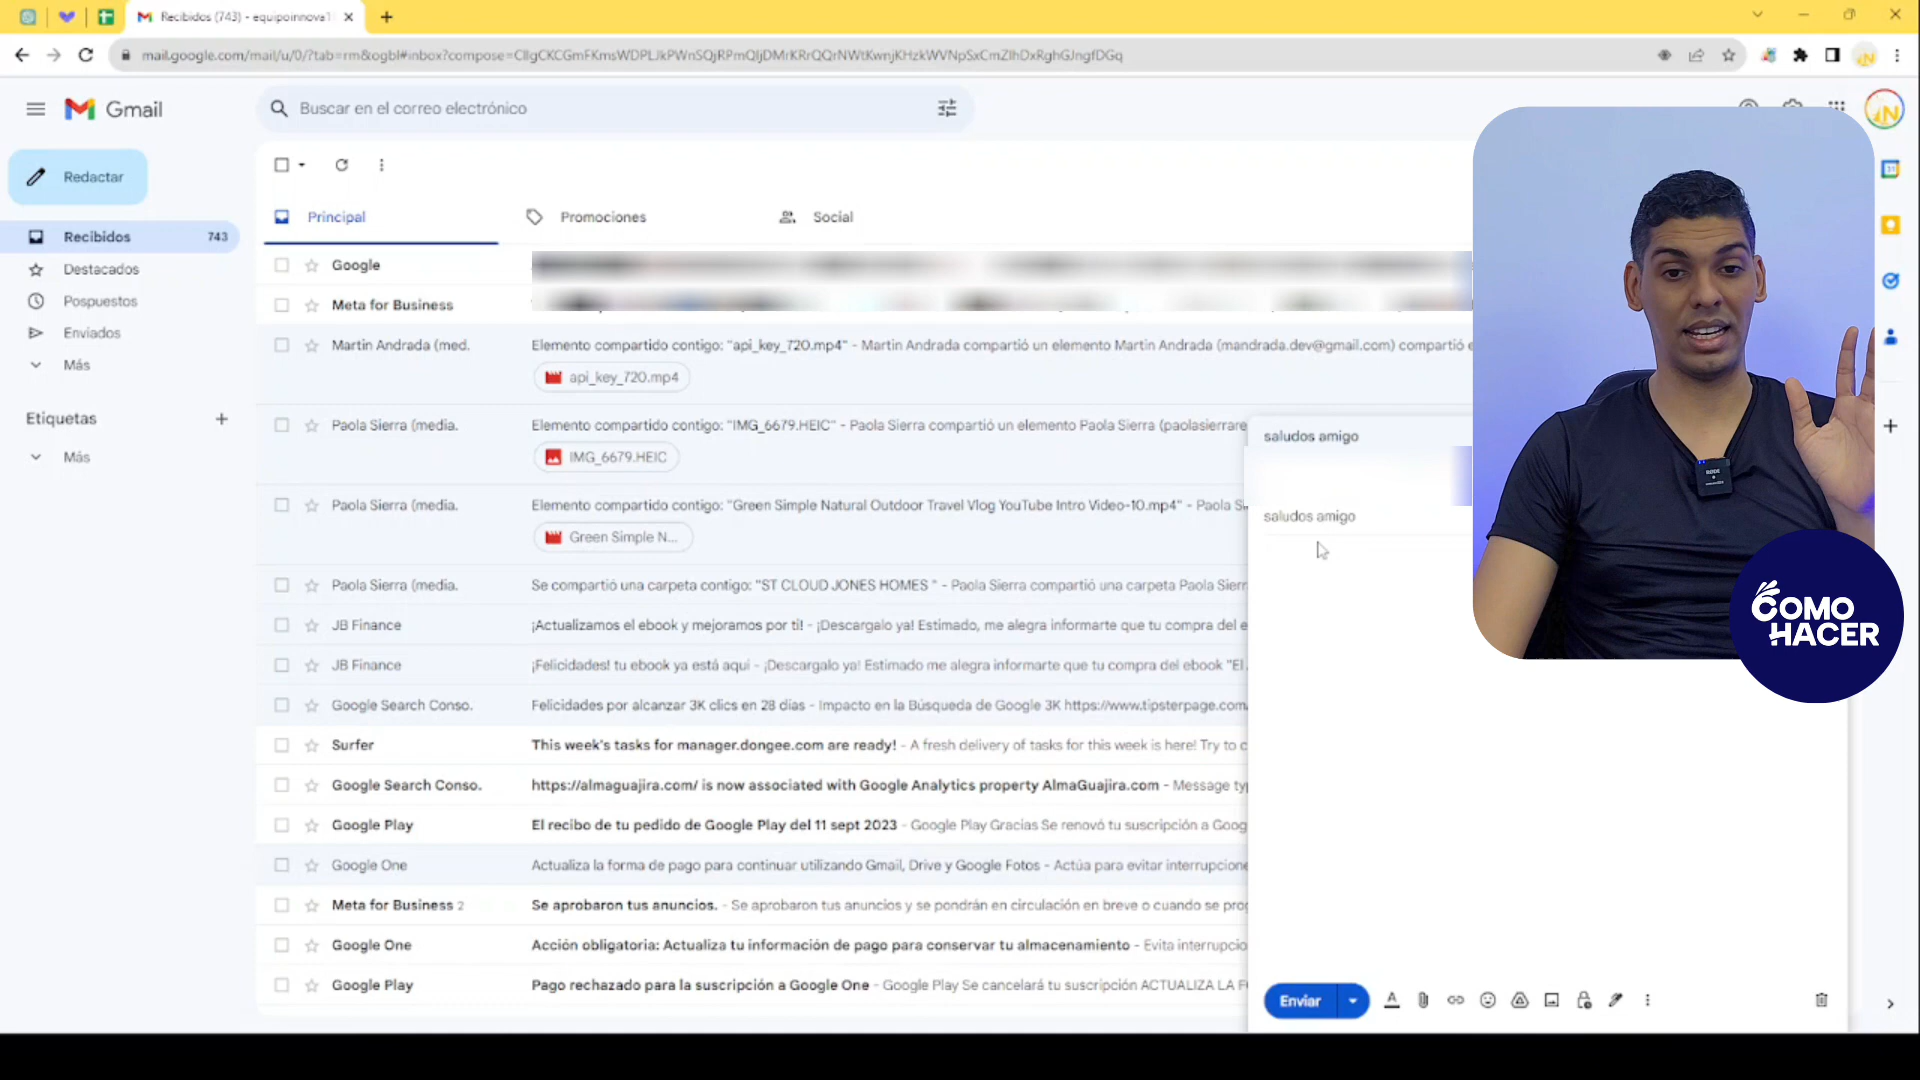 Recibidos (743) - equipoinnova1
mail.google.com/mail/u/0/?tab=rm&ogbl#inbox?compose=CllgCKCGmFKmsWDPLJkPWnSQjRPmQljDMrKRrQQrNWtKwnjKHzkWVNpSxCmZlhDxRghGJngfDGq
Gmail
Buscar en el correo electrónico
Redactar
Recibidos 743
Destacados
Pospuestos
Enviados
Más
Etiquetas
Más
Principal
Promociones
Social
Google
Meta for Business
Martin Andrada (med.
Elemento compartido contigo: "api_key_720.mp4" - Martin Andrada compartió un elemento Martin Andrada (mandrada.dev@gmail.com) compartió e
api_key_720.mp4
Paola Sierra (media.
Elemento compartido contigo: "IMG_6679.HEIC" - Paola Sierra compartió un elemento Paola Sierra (paolasierrare
IMG_6679.HEIC
Paola Sierra (media.
Elemento compartido contigo: "Green Simple Natural Outdoor Travel Vlog YouTube Intro Video-10.mp4" - Paola S
Green Simple N...
Paola Sierra (media.
Se compartió una carpeta contigo: "ST CLOUD JONES HOMES " - Paola Sierra compartió una carpeta Paola Sierr
JB Finance
¡Actualizamos el ebook y mejoramos por ti! - ¡Descargalo ya! Estimado, me alegra informarte que tu compra del e
JB Finance
¡Felicidades! tu ebook ya está aquí - ¡Descargalo ya! Estimado me alegra informarte que tu compra del ebook "El
Google Search Conso.
Felicidades por alcanzar 3K clics en 28 días - Impacto en la Búsqueda de Google 3K https://www.tipsterpage.com/
Surfer
This week's tasks for manager.dongee.com are ready! - A fresh delivery of tasks for this week is here! Try to c
Google Search Conso.
https://almaguajira.com/ is now associated with Google Analytics property AlmaGuajira.com - Message typ
Google Play
El recibo de tu pedido de Google Play del 11 sept 2023 - Google Play Gracias Se renovó tu suscripción a Goog
Google One
Actualiza la forma de pago para continuar utilizando Gmail, Drive y Google Fotos - Actúa para evitar interrupcione
Meta for Business 2
Se aprobaron tus anuncios. - Se aprobaron tus anuncios y se pondrán en circulación en breve o cuando se prog
Google One
Acción obligatoria: Actualiza tu información de pago para conservar tu almacenamiento - Evita interrupcio
Google Play
Pago rechazado para la suscripción a Google One - Google Play Se cancelará tu suscripción ACTUALIZA LA F
saludos amigo
saludos amigo
Enviar
COMO
HACER